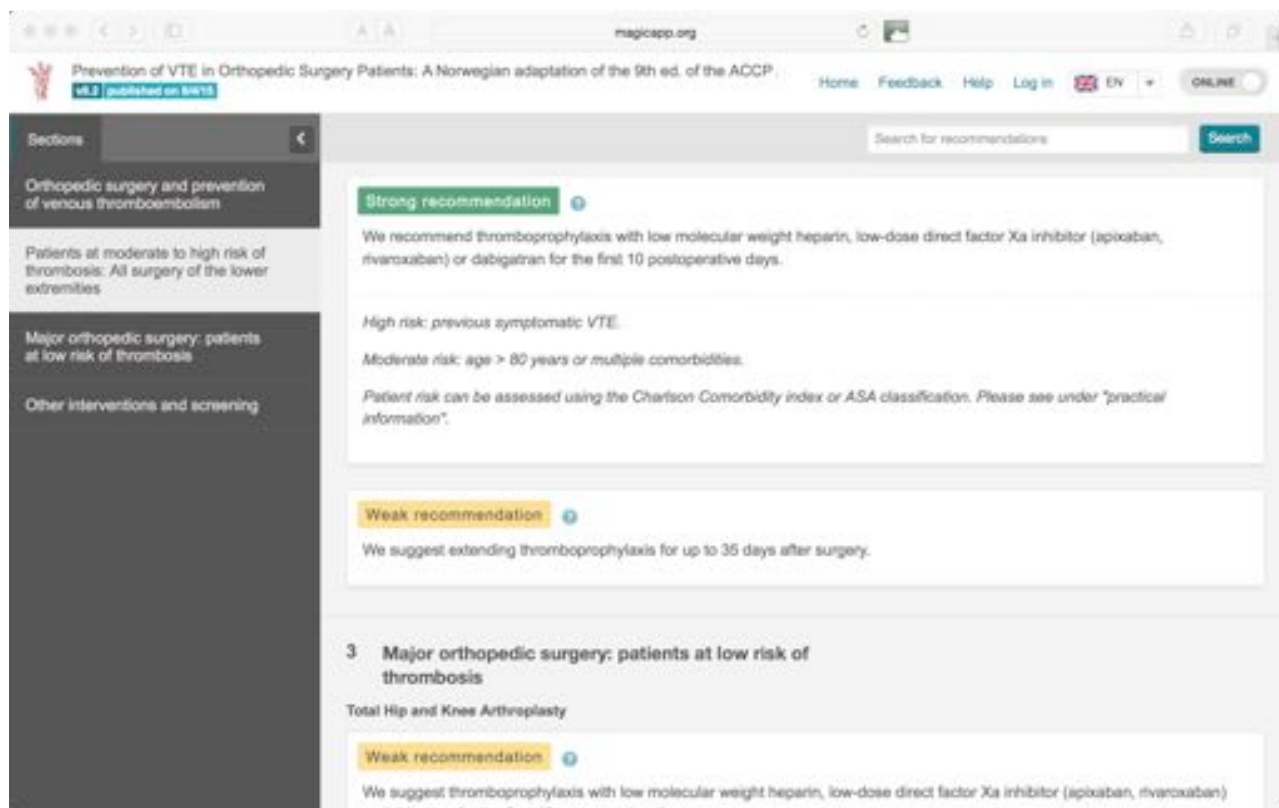 A A
magicapp.org
Prevention of VTE in Orthopedic Surgery Patients: A Norwegian adaptation of the 9th ed. of the ACCP.
published on
Home Feedback Help Log in EN ONLINE
Sections
Search for recommendations
Search
Orthopedic surgery and prevention
of venous thromboembolism
Patients at moderate to high risk of
thrombosis: All surgery of the lower
extremities
Major orthopedic surgery: patients
at low risk of thrombosis
Other interventions and screening
Strong recommendation ?
We recommend thromboprophylaxis with low molecular weight heparin, low-dose direct factor Xa inhibitor (apixaban,
rivaroxaban) or dabigatran for the first 10 postoperative days.
High risk: previous symptomatic VTE.
Moderate risk: age > 80 years or multiple comorbidities.
Patient risk can be assessed using the Charlson Comorbidity index or ASA classification. Please see under "practical
information".
Weak recommendation ?
We suggest extending thromboprophylaxis for up to 35 days after surgery.
3 Major orthopedic surgery: patients at low risk of
thrombosis
Total Hip and Knee Arthroplasty
Weak recommendation ?
We suggest thromboprophylaxis with low molecular weight heparin, low-dose direct factor Xa inhibitor (apixaban, rivaroxaban)